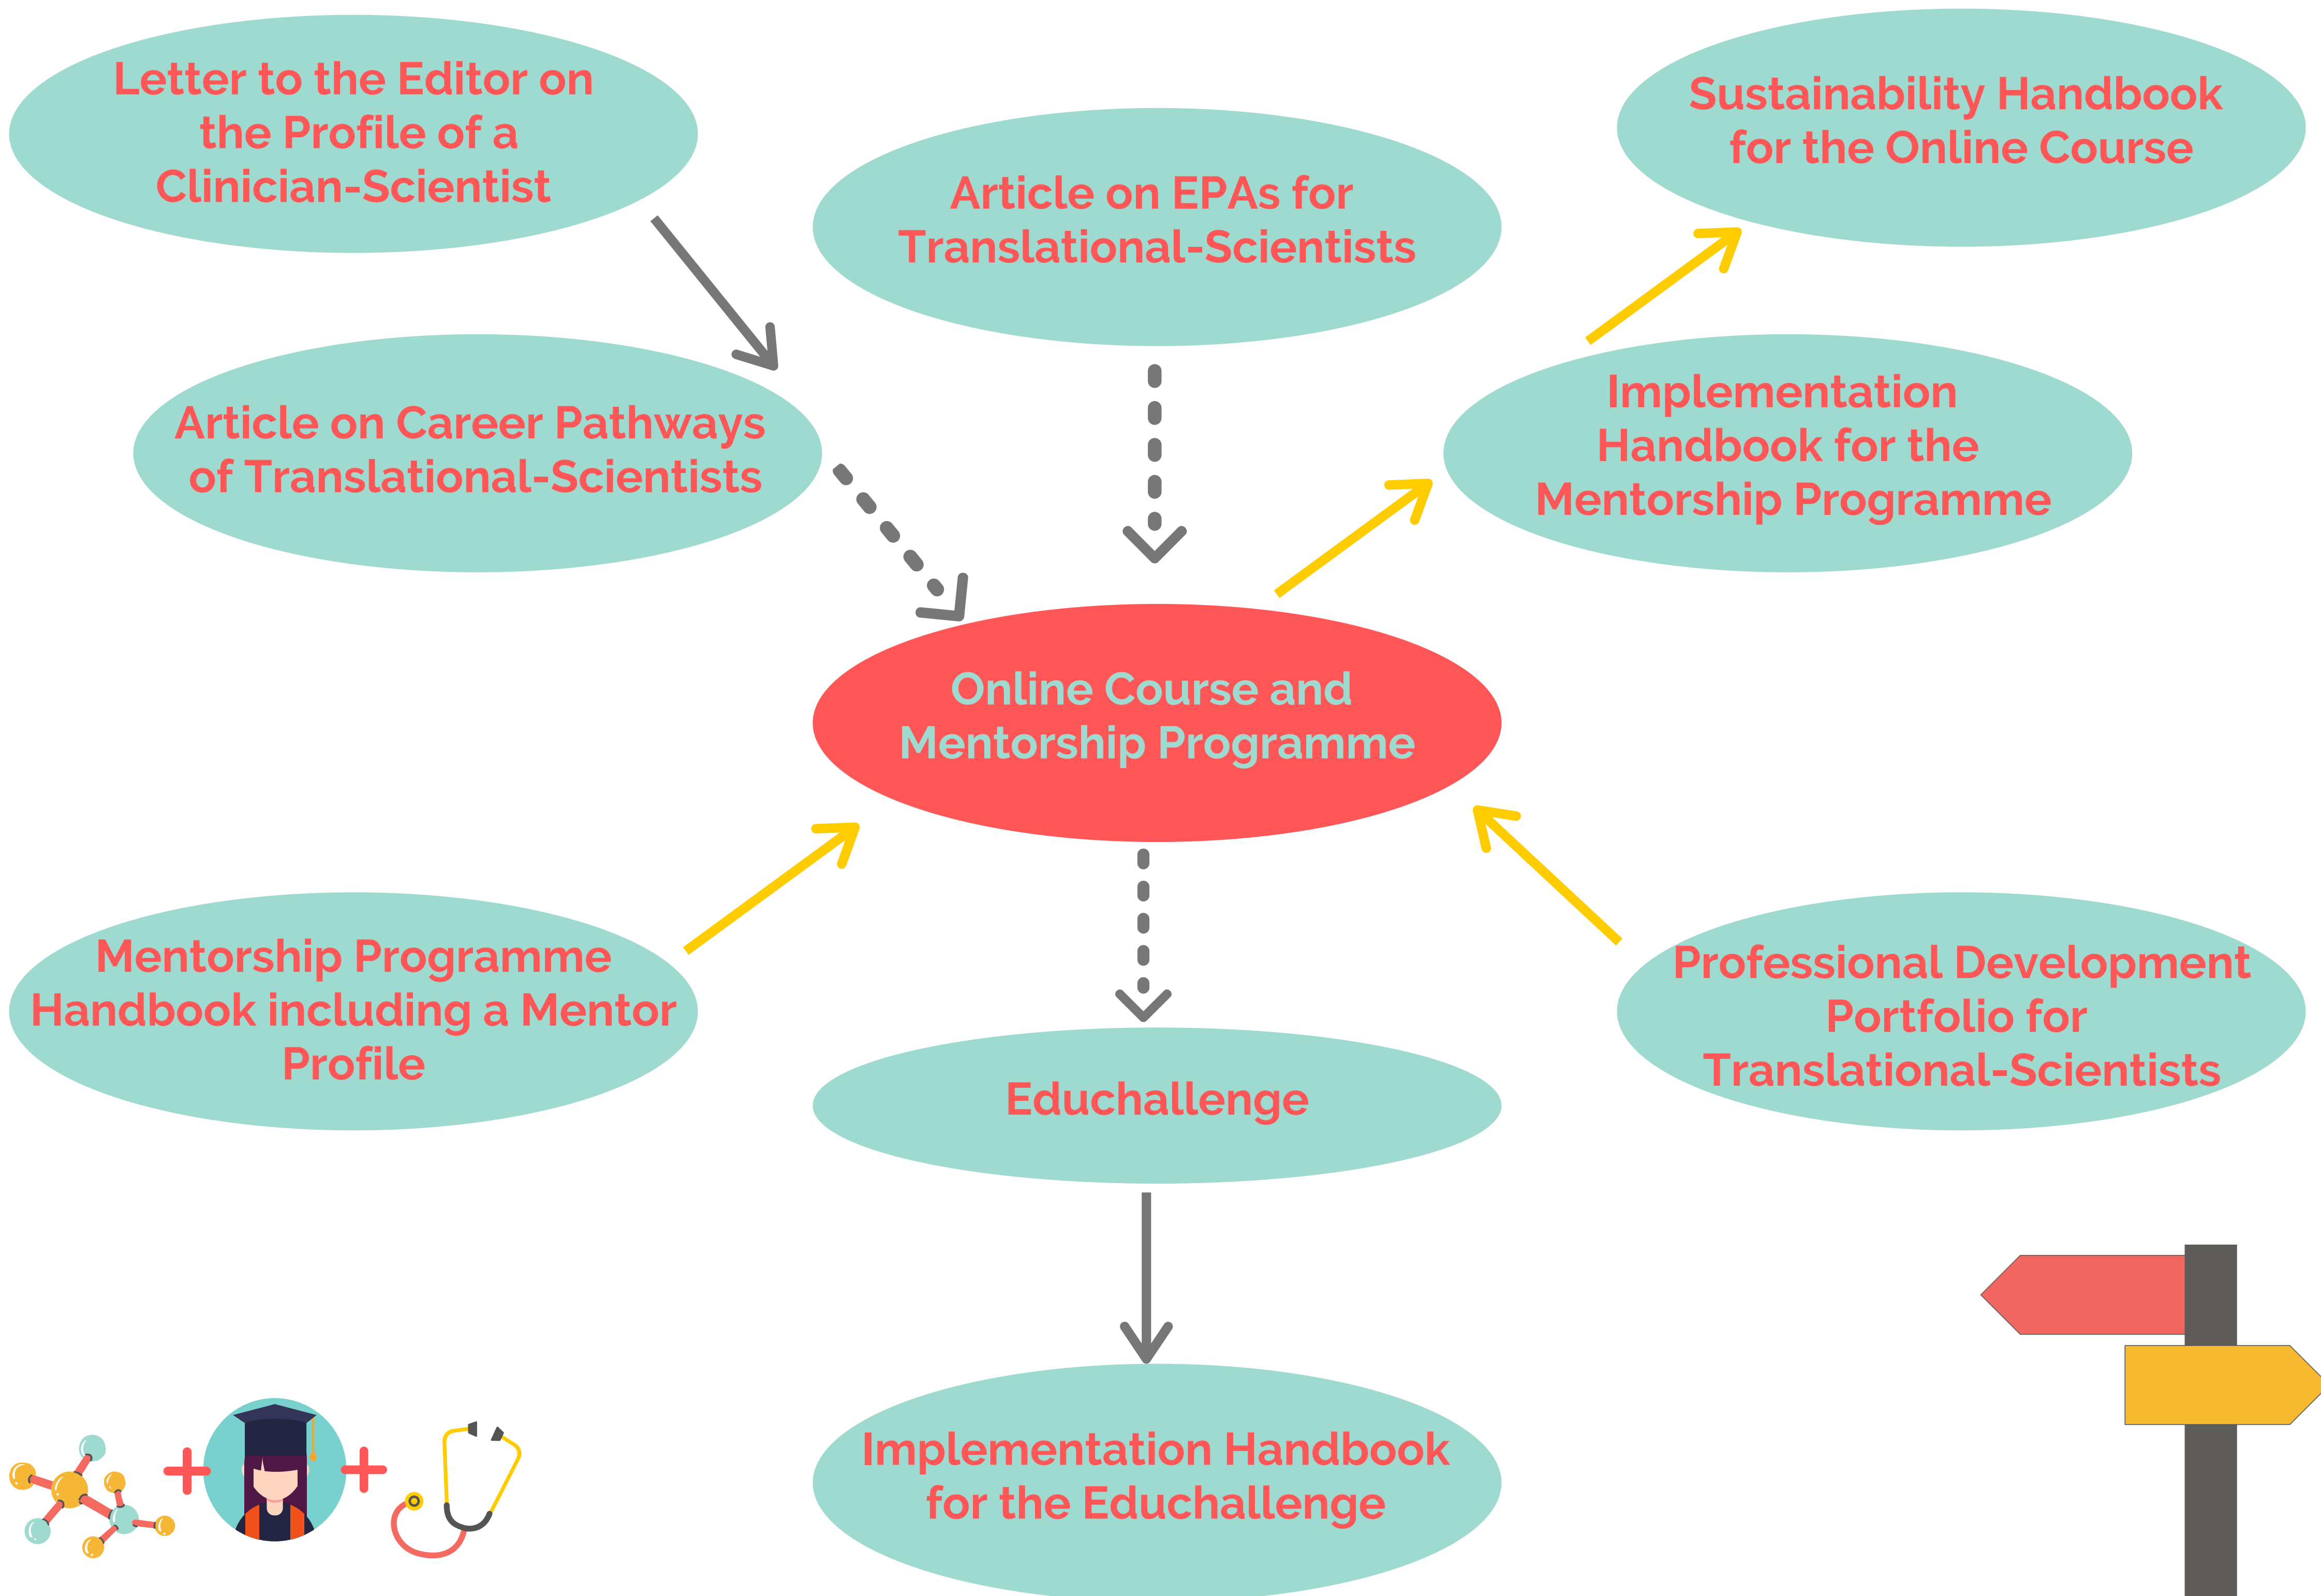 Letter to the Editor on
the Profile of a
Clinician-Scientist
Article on EPAs for
Translational-Scientists
Sustainability Handbook
for the Online Course
Article on Career Pathways
of Translational-Scientists
Implementation
Handbook for the
Mentorship Programme
Online Course and
Mentorship Programme
Mentorship Programme
Handbook including a Mentor
Profile
Educhallenge
Professional Development
Portfolio for
Translational-Scientists
Implementation Handbook
for the Educhallenge